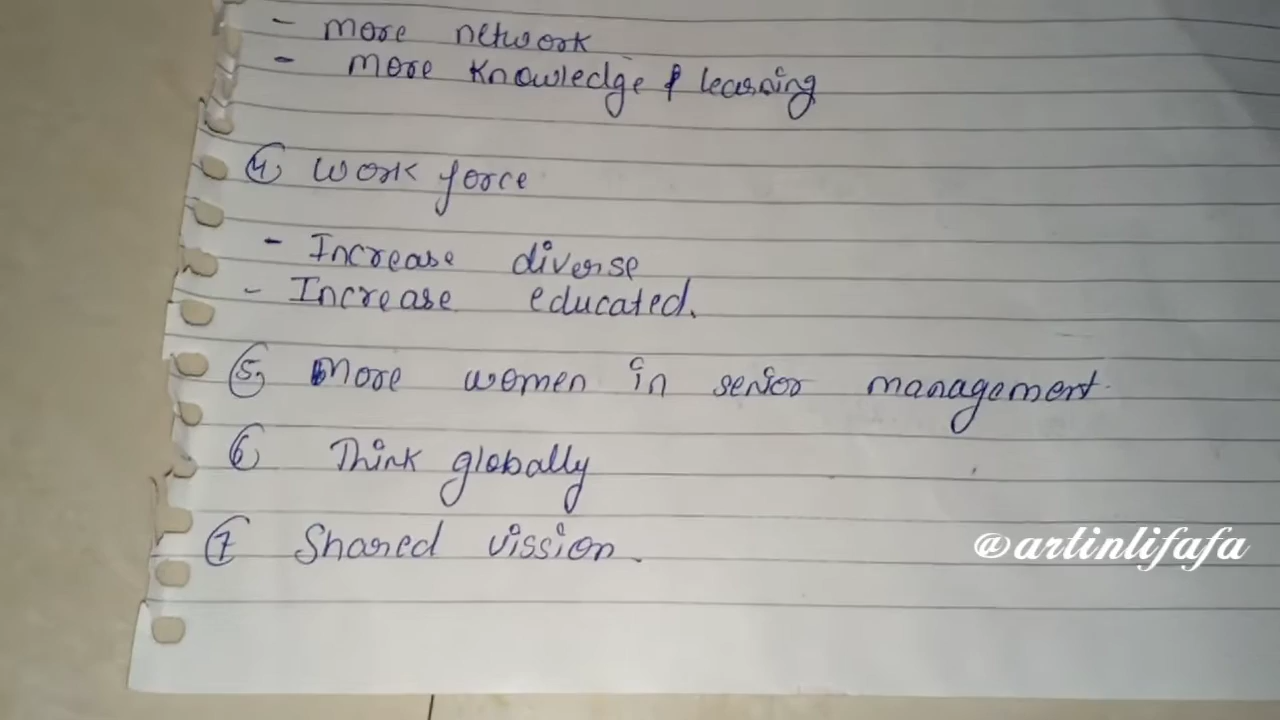 - more network
- more knowledge & learning
④ work force
- Increase diverse
- Increase educated.
⑤ More women in senior management.
⑥ Think globally
⑦ Shared vission.
@artinlifafa